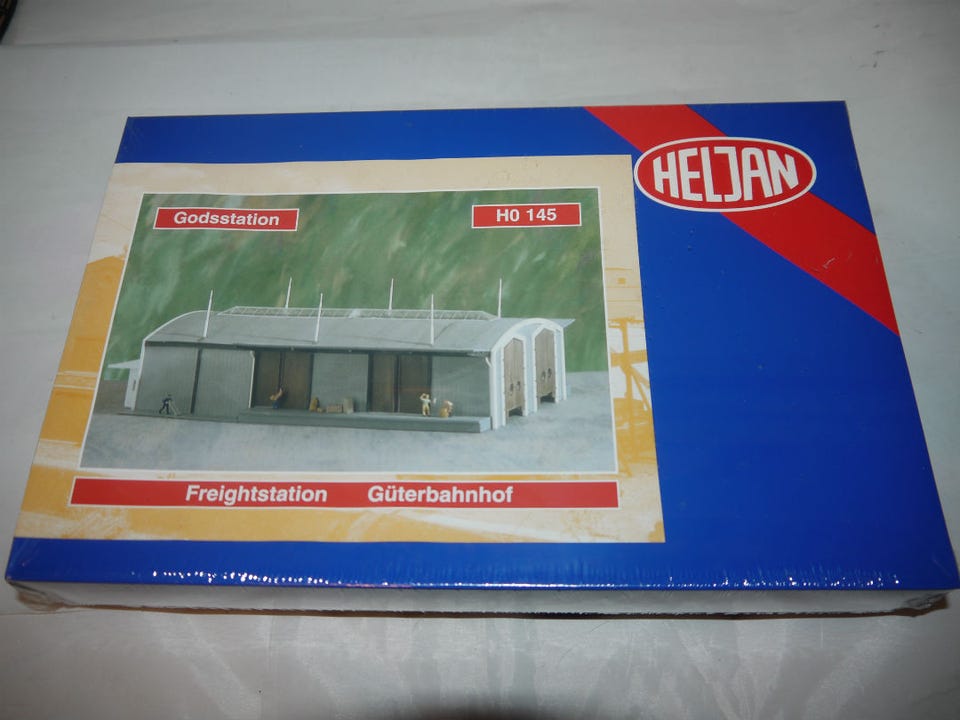 HELJAN
Godsstation
H0 145
Freightstation Güterbahnhof